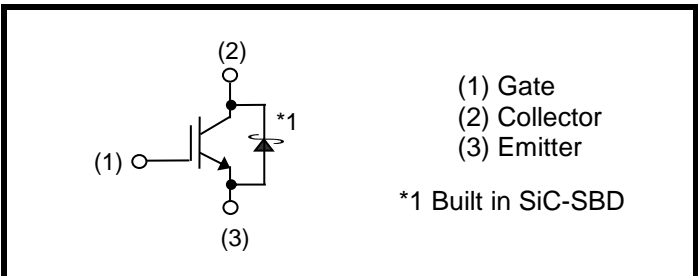 (2)
*1
(1)
(3)
(1) Gate
(2) Collector
(3) Emitter
*1 Built in SiC-SBD